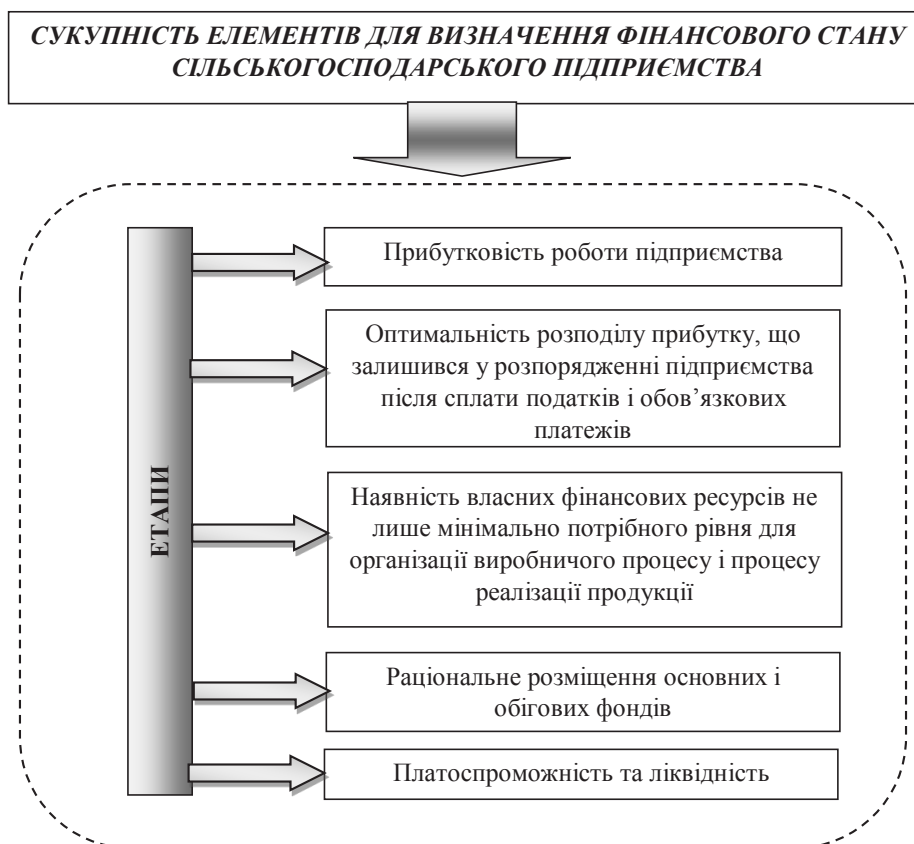 СУКУПНІСТЬ ЕЛЕМЕНТІВ ДЛЯ ВИЗНАЧЕННЯ ФІНАНСОВОГО СТАНУ
СІЛЬСЬКОГОСПОДАРСЬКОГО ПІДПРИЄМСТВА
ЕТАПИ
Прибутковість роботи підприємства
Оптимальність розподілу прибутку, що
залишився у розпорядженні підприємства
після сплати податків і обов’язкових
платежів
Наявність власних фінансових ресурсів не
лише мінімально потрібного рівня для
організації виробничого процесу і процесу
реалізації продукції
Раціональне розміщення основних і
обігових фондів
Платоспроможність та ліквідність